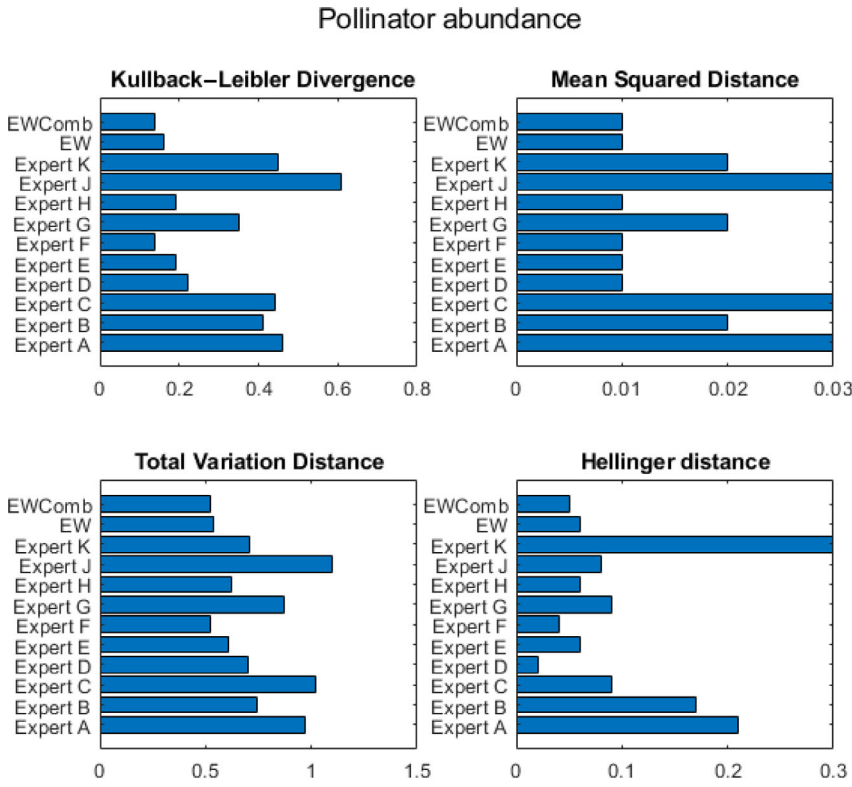 Pollinator abundance
Kullback–Leibler Divergence
EWComb
EW
Expert K
Expert J
Expert H
Expert G
Expert F
Expert E
Expert D
Expert C
Expert B
Expert A
0 0.2 0.4 0.6 0.8
Mean Squared Distance
EWComb
EW
Expert K
Expert J
Expert H
Expert G
Expert F
Expert E
Expert D
Expert C
Expert B
Expert A
0 0.01 0.02 0.03
Total Variation Distance
EWComb
EW
Expert K
Expert J
Expert H
Expert G
Expert F
Expert E
Expert D
Expert C
Expert B
Expert A
0 0.5 1 1.5
Hellinger distance
EWComb
EW
Expert K
Expert J
Expert H
Expert G
Expert F
Expert E
Expert D
Expert C
Expert B
Expert A
0 0.1 0.2 0.3